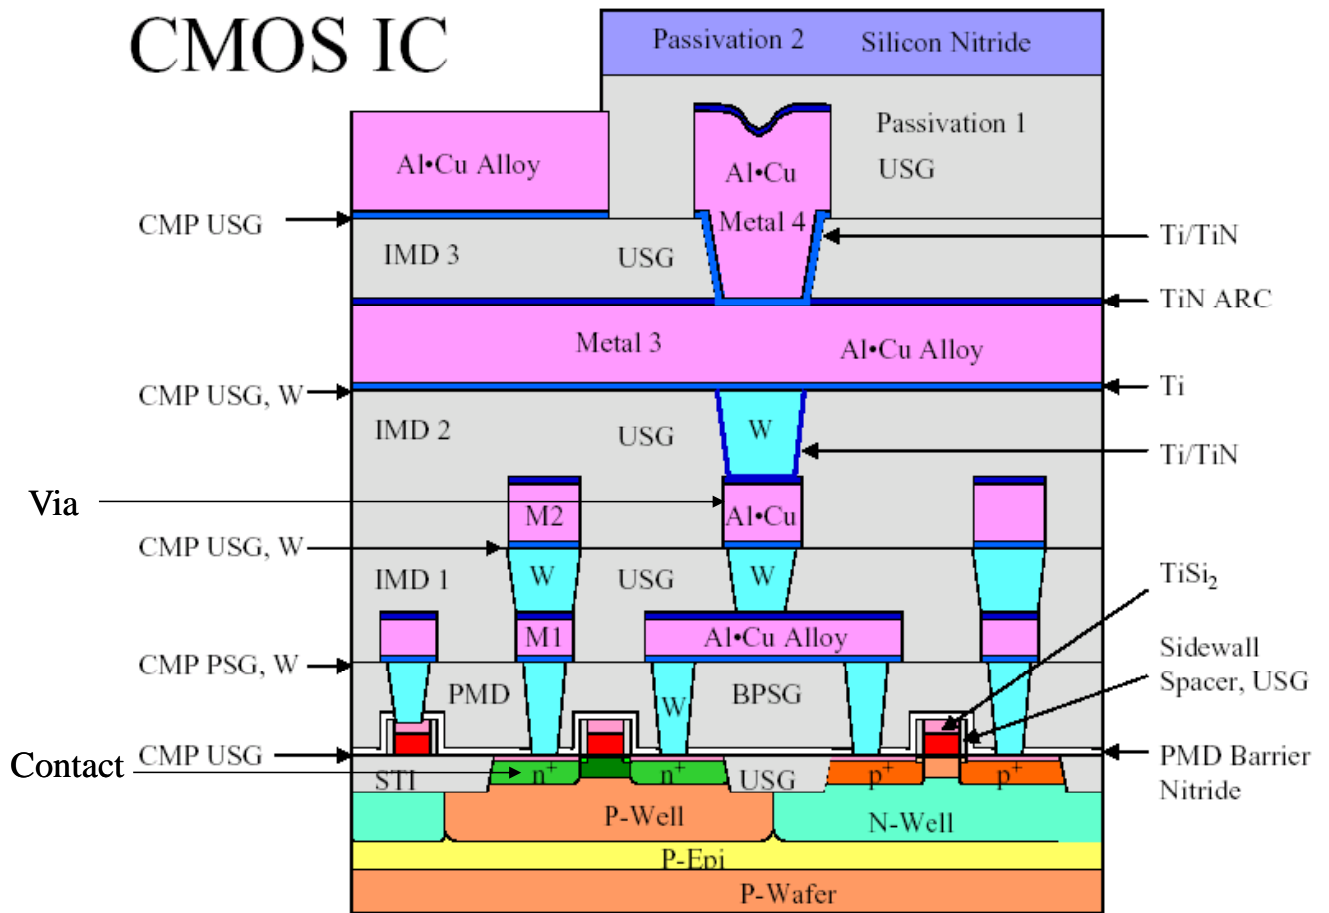 CMOS IC
Passivation 2
Silicon Nitride
Passivation 1
USG
Al•Cu Alloy
Al•Cu
Metal 4
CMP USG
IMD 3
USG
Ti/TiN
TiN ARC
Metal 3
Al•Cu Alloy
CMP USG, W
Ti
IMD 2
USG
W
Ti/TiN
Via
M2
Al•Cu
CMP USG, W
IMD 1
W
USG
W
TiSi2
M1
Al•Cu Alloy
CMP PSG, W
Sidewall
Spacer, USG
PMD
W
BPSG
CMP USG
PMD Barrier
Nitride
Contact
STI
n+
n+
USG
p+
p+
P-Well
N-Well
P-Epi
P-Wafer